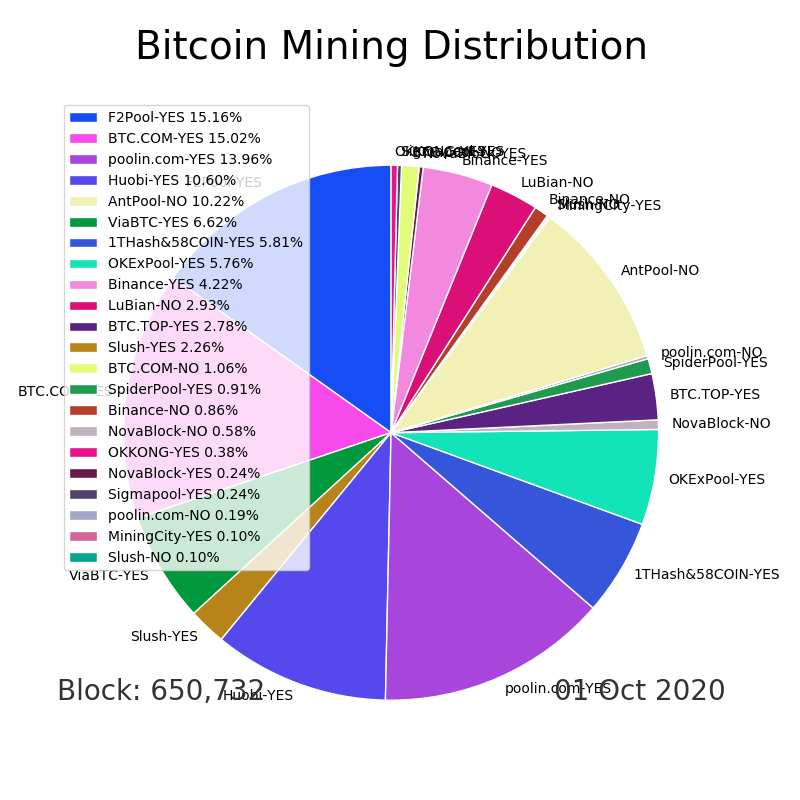 Bitcoin Mining Distribution
F2Pool-YES 15.16%
BTC.COM-YES 15.02%
poolin.com-YES 13.96%
Huobi-YES 10.60%
AntPool-NO 10.22%
ViaBTC-YES 6.62%
1THash&58COIN-YES 5.81%
OKExPool-YES 5.76%
Binance-YES 4.22%
LuBian-NO 2.93%
BTC.TOP-YES 2.78%
Slush-YES 2.26%
BTC.COM-NO 1.06%
SpiderPool-YES 0.91%
Binance-NO 0.86%
NovaBlock-NO 0.58%
OKKONG-YES 0.38%
NovaBlock-YES 0.24%
Sigmapool-YES 0.24%
poolin.com-NO 0.19%
MiningCity-YES 0.10%
Slush-NO 0.10%
Binance-YES
LuBian-NO
Binance-NO
MiningCity-YES
AntPool-NO
poolin.com-NO
SpiderPool-YES
BTC.TOP-YES
NovaBlock-NO
OKExPool-YES
1THash&58COIN-YES
poolin.com-YES
Huobi-YES
Slush-YES
ViaBTC-YES
Block: 650,732
01 Oct 2020